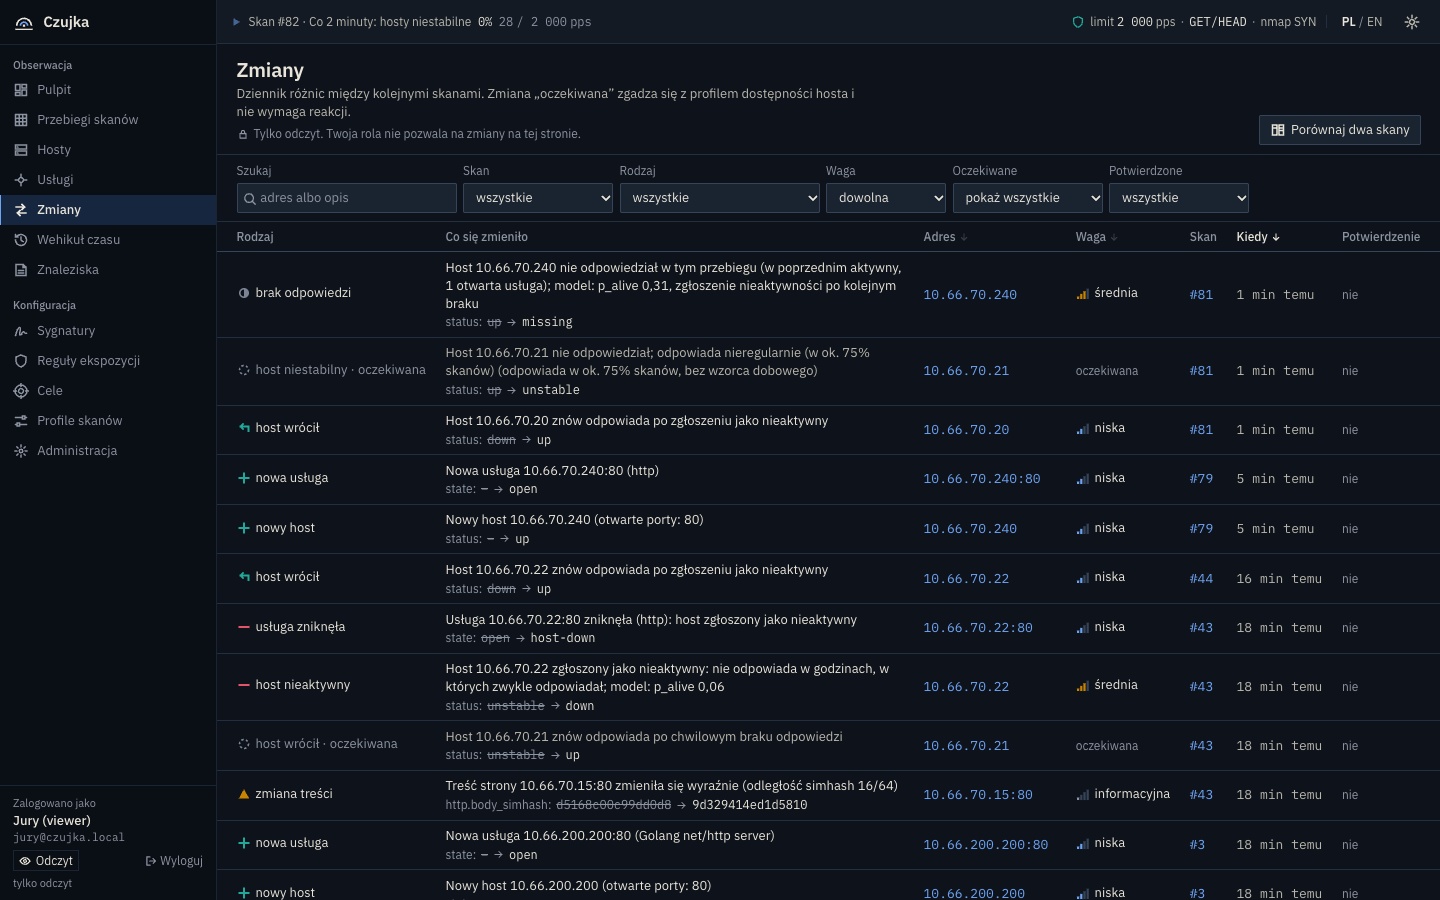 Czujka
Skan #82 · Co 2 minuty: hosty niestabilne 0% 28 / 2 000 pps
limit 2 000 pps · GET/HEAD · nmap SYN
PL / EN
Obserwacja
Pulpit
Przebiegi skanów
Hosty
Usługi
Zmiany
Wehikuł czasu
Znaleziska
Konfiguracja
Sygnatury
Reguły ekspozycji
Cele
Profile skanów
Administracja
Zalogowano jako
Jury (viewer)
jury@czujka.local
Odczyt
Wyloguj
tylko odczyt
Zmiany
Dziennik różnic między kolejnymi skanami. Zmiana „oczekiwana” zgadza się z profilem dostępności hosta i
nie wymaga reakcji.
Tylko odczyt. Twoja rola nie pozwala na zmiany na tej stronie.
Porównaj dwa skany
Szukaj Skan Rodzaj Waga Oczekiwane Potwierdzone
adres albo opis wszystkie wszystkie dowolna pokaż wszystkie wszystkie
Rodzaj Co się zmieniło Adres ↓ Waga ↓ Skan Kiedy ↓ Potwierdzenie
Host 10.66.70.240 nie odpowiedział w tym przebiegu (w poprzednim aktywny,
1 otwarta usługa); model: p_alive 0,31, zgłoszenie nieaktywności po kolejnym
brak odpowiedzi 10.66.70.240 średnia #81 1 min temu nie
braku
status: up → missing
Host 10.66.70.21 nie odpowiedział; odpowiada nieregularnie (w ok. 75%
host niestabilny · oczekiwana skanów) (odpowiada w ok. 75% skanów, bez wzorca dobowego) 10.66.70.21 oczekiwana #81 1 min temu nie
status: up → unstable
host wrócił Host 10.66.70.20 znów odpowiada po zgłoszeniu jako nieaktywny 10.66.70.20 niska #81 1 min temu nie
status: down → up
nowa usługa Nowa usługa 10.66.70.240:80 (http) 10.66.70.240:80 niska #79 5 min temu nie
state: — → open
nowy host Nowy host 10.66.70.240 (otwarte porty: 80) 10.66.70.240 niska #79 5 min temu nie
status: — → up
host wrócił Host 10.66.70.22 znów odpowiada po zgłoszeniu jako nieaktywny 10.66.70.22 niska #44 16 min temu nie
status: down → up
usługa zniknęła Usługa 10.66.70.22:80 zniknęła (http): host zgłoszony jako nieaktywny 10.66.70.22:80 niska #43 18 min temu nie
state: open → host-down
Host 10.66.70.22 zgłoszony jako nieaktywny: nie odpowiada w godzinach, w
host nieaktywny których zwykle odpowiadał; model: p_alive 0,06 10.66.70.22 średnia #43 18 min temu nie
status: unstable → down
host wrócił · oczekiwana Host 10.66.70.21 znów odpowiada po chwilowym braku odpowiedzi 10.66.70.21 oczekiwana #43 18 min temu nie
status: unstable → up
zmiana treści Treść strony 10.66.70.15:80 zmieniła się wyraźnie (odległość simhash 16/64) 10.66.70.15:80 informacyjna #43 18 min temu nie
http.body_simhash: d5168c00c99dd0d8 → 9d329414ed1d5810
nowa usługa Nowa usługa 10.66.200.200:80 (Golang net/http server) 10.66.200.200:80 niska #3 18 min temu nie
state: — → open
nowy host Nowy host 10.66.200.200 (otwarte porty: 80) 10.66.200.200 niska #3 18 min temu nie